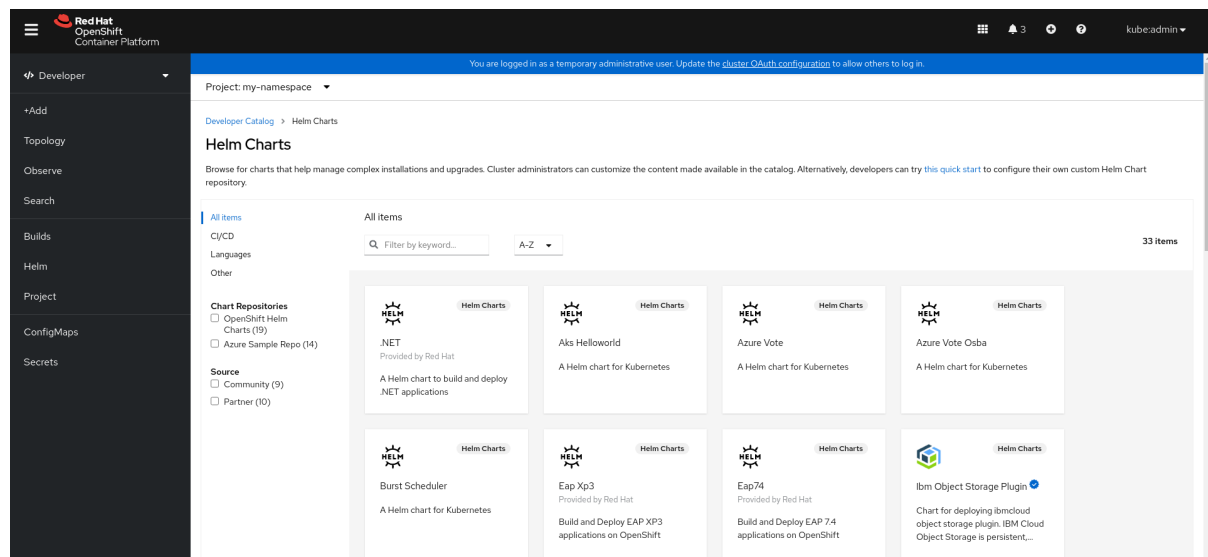 Red Hat
OpenShift
Container Platform
3
kube:admin
Developer
You are logged in as a temporary administrative user. Update the cluster OAuth configuration to allow others to log in.
Project: my-namespace
+Add
Topology
Observe
Search
Builds
Helm
Project
ConfigMaps
Secrets
Developer Catalog > Helm Charts
Helm Charts
Browse for charts that help manage complex installations and upgrades. Cluster administrators can customize the content made available in the catalog. Alternatively, developers can try this quick start to configure their own custom Helm Chart
repository.
All items
CI/CD
Languages
Other
Chart Repositories
OpenShift Helm
Charts (19)
Azure Sample Repo (14)
Source
Community (9)
Partner (10)
All items
Filter by keyword...
A-Z
33 items
HELM
Helm Charts
.NET
Provided by Red Hat
A Helm chart to build and deploy
.NET applications
HELM
Helm Charts
Aks Helloworld
A Helm chart for Kubernetes
HELM
Helm Charts
Azure Vote
A Helm chart for Kubernetes
HELM
Helm Charts
Azure Vote Osba
A Helm chart for Kubernetes
HELM
Helm Charts
Burst Scheduler
A Helm chart for Kubernetes
HELM
Helm Charts
Eap Xp3
Provided by Red Hat
Build and Deploy EAP XP3
applications on OpenShift
HELM
Helm Charts
Eap74
Provided by Red Hat
Build and Deploy EAP 7.4
applications on OpenShift
Helm Charts
Ibm Object Storage Plugin
Chart for deploying ibmcloud
object storage plugin. IBM Cloud
Object Storage is persistent,...